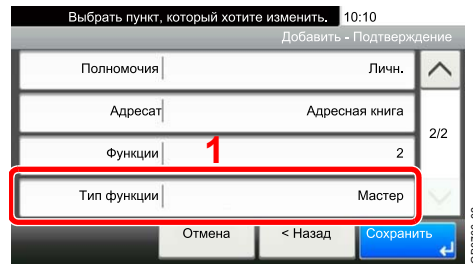 Выбрать пункт, который хотите изменить. 10:10
Добавить - Подтверждение
Полномочия Личн.
Адресат Адресная книга
2/2
Функции 1 2
Тип функции Мастер
Отмена < Назад Сохранить